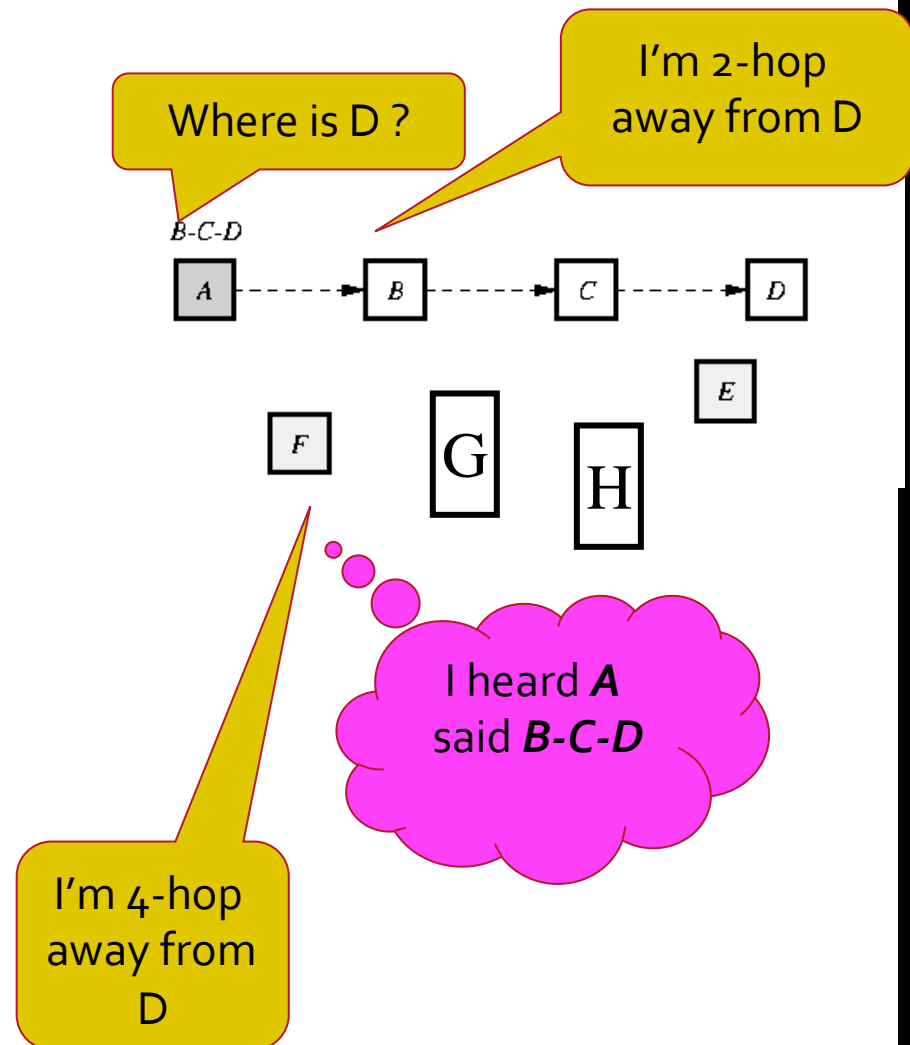 I’m 2-hop
away from D
Where is D ?
B-C-D
A
B
C
D
E
F
G
H
I heard A
said B-C-D
I’m 4-hop
away from
D